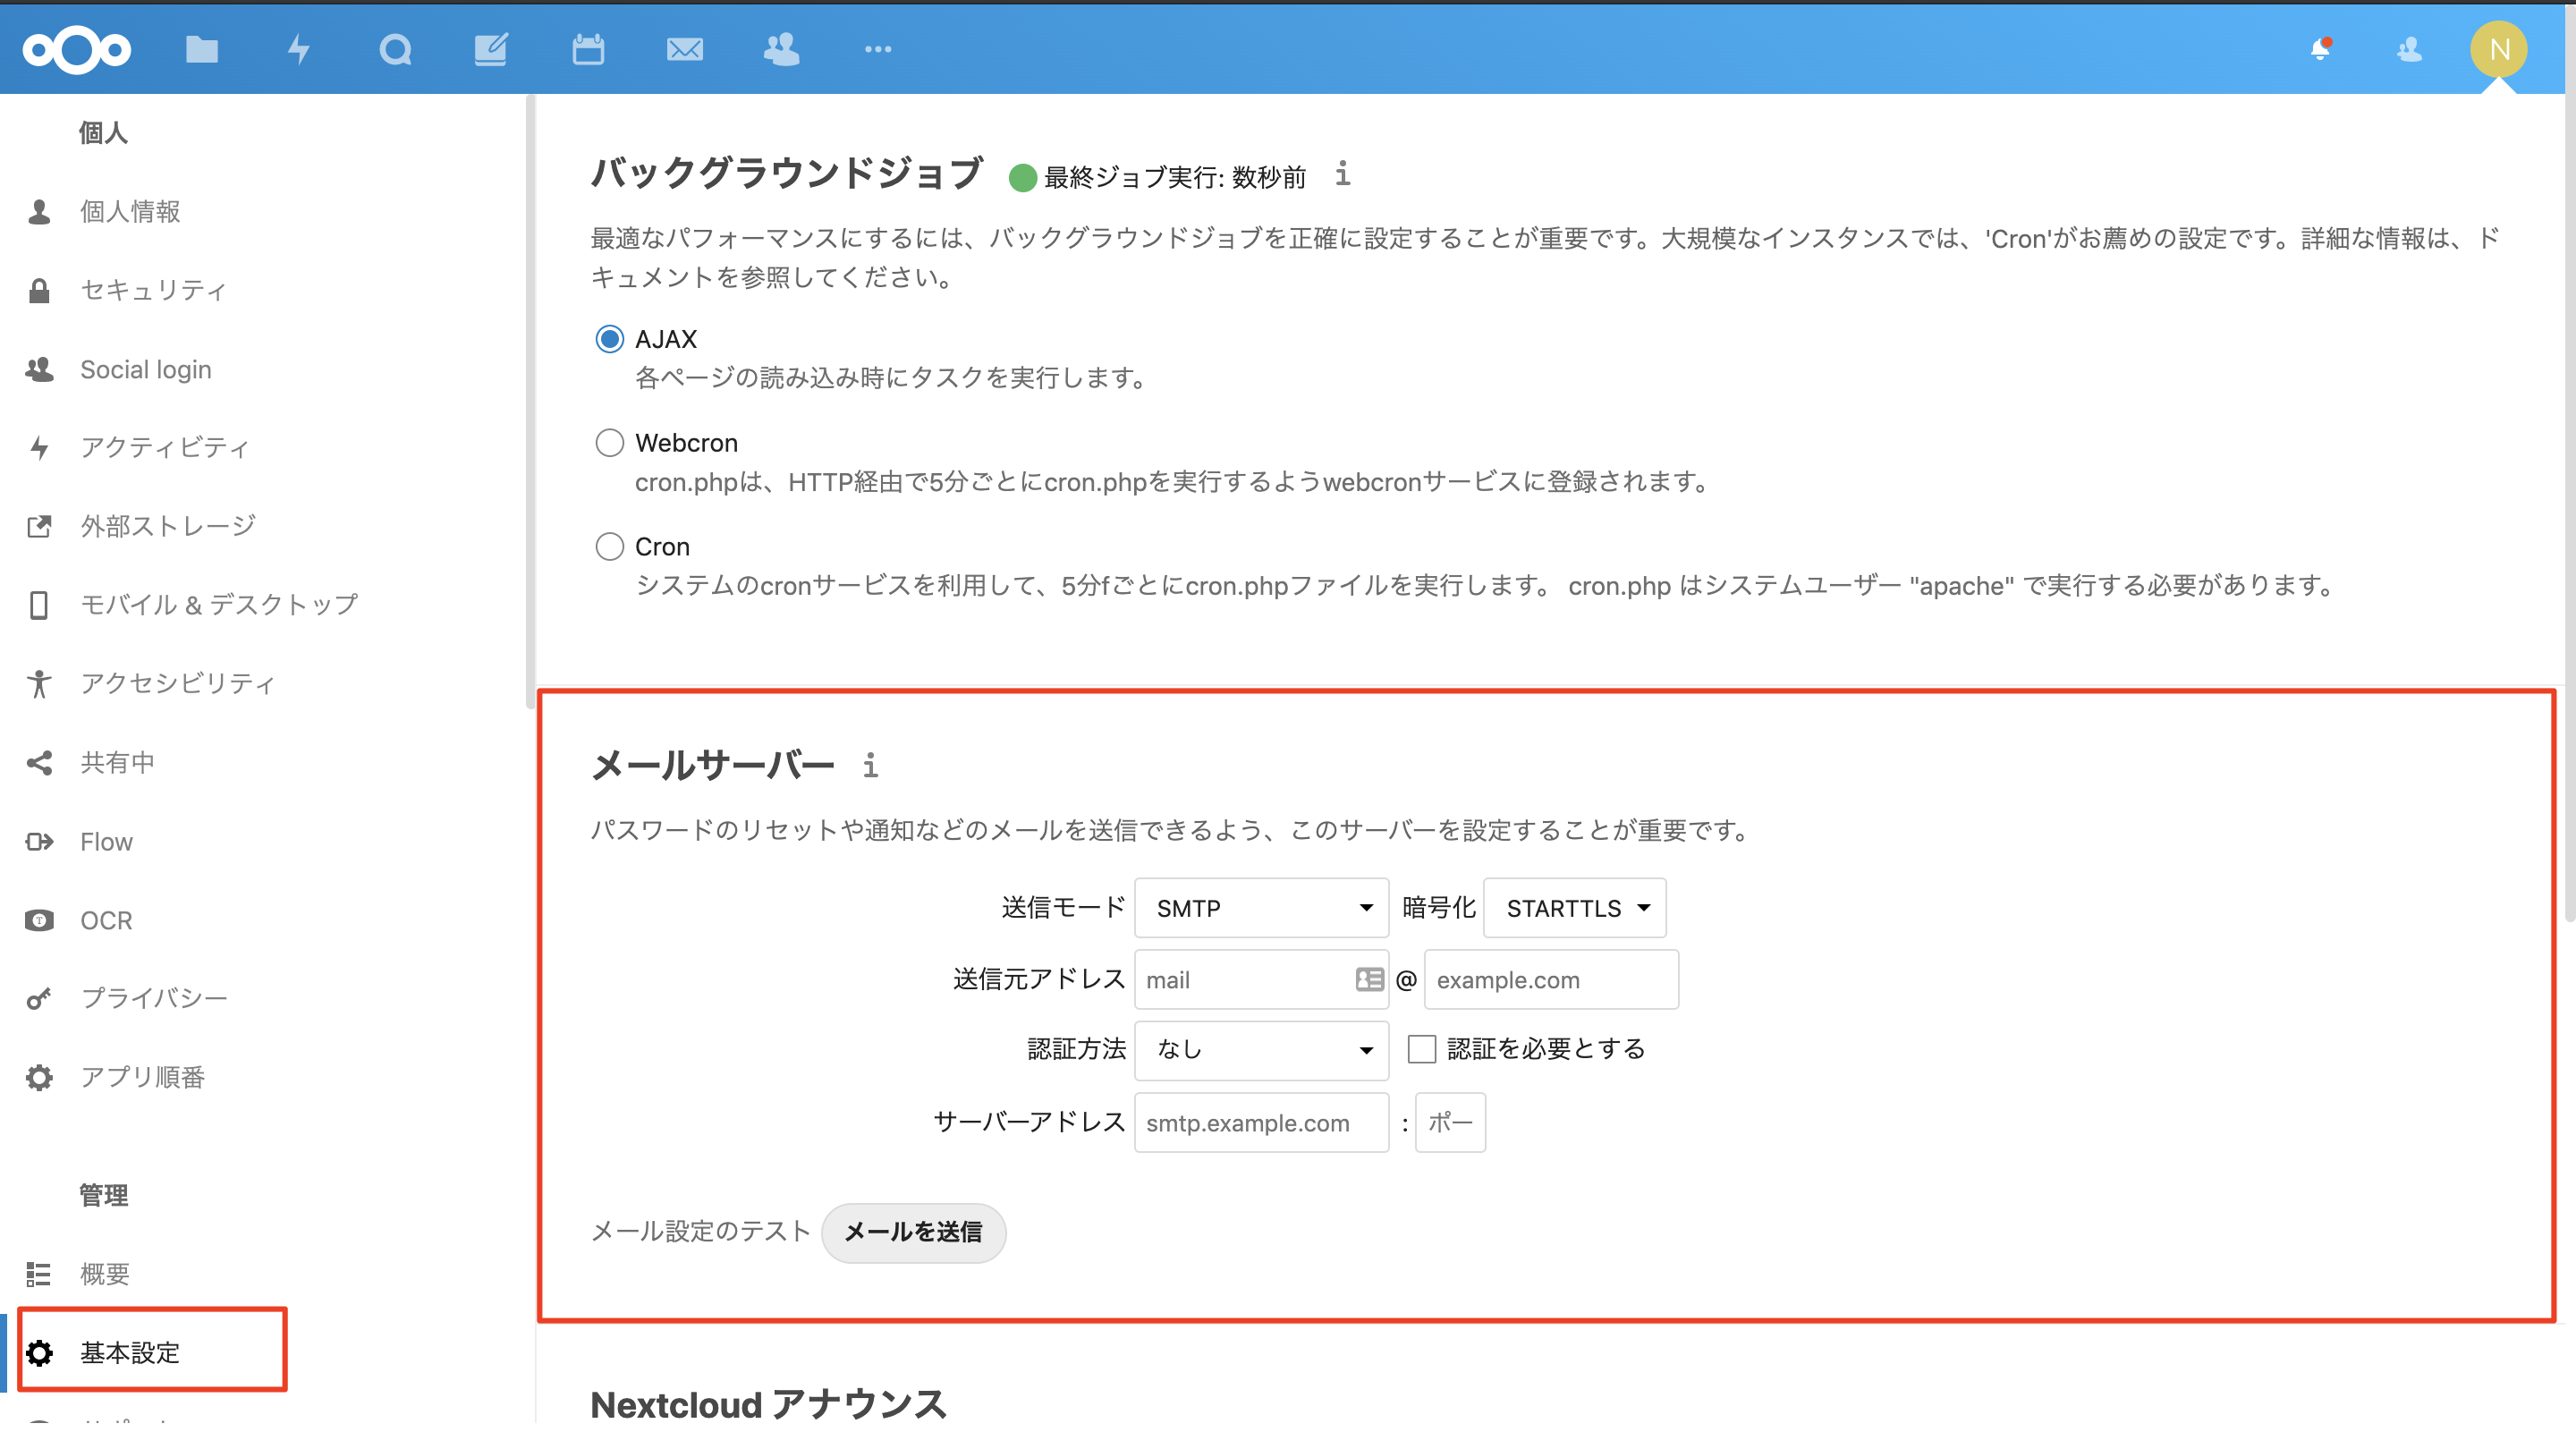 N
個人
個人情報
セキュリティ
Social login
アクティビティ
外部ストレージ
モバイル & デスクトップ
アクセシビリティ
共有中
Flow
OCR
プライバシー
アプリ順番
管理
概要
基本設定
バックグラウンドジョブ 最終ジョブ実行: 数秒前
最適なパフォーマンスにするには、バックグラウンドジョブを正確に設定することが重要です。大規模なインスタンスでは、'Cron'がお薦めの設定です。詳細な情報は、ド
キュメントを参照してください。
AJAX
各ページの読み込み時にタスクを実行します。
Webcron
cron.phpは、HTTP経由で5分ごとにcron.phpを実行するようwebcronサービスに登録されます。
Cron
システムのcronサービスを利用して、5分fごとにcron.phpファイルを実行します。 cron.php はシステムユーザー "apache" で実行する必要があります。
メールサーバー
パスワードのリセットや通知などのメールを送信できるよう、このサーバーを設定することが重要です。
送信モード SMTP 暗号化 STARTTLS
送信元アドレス mail @ example.com
認証方法 なし 認証を必要とする
サーバーアドレス smtp.example.com : ポー
メール設定のテスト メールを送信
Nextcloud アナウンス